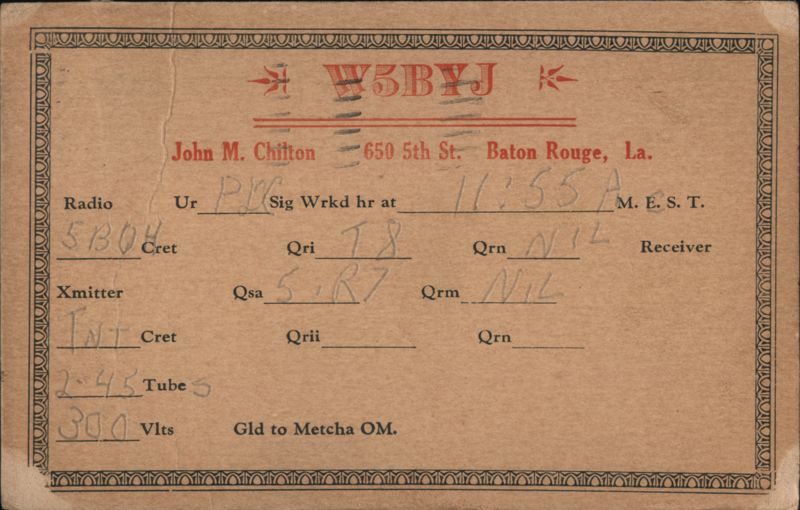 W5BYJ
John M. Chilton 650 5th St. Baton Rouge, La.
Radio Ur Sig Wrkd hr at 11:55 A M. E. S. T.
5BOH Cret Qri T8 Qrn NIL Receiver
Xmitter Qsa 5 · R7 Qrm NIL
TNT Cret Qrii Qrn
2-45 Tubes
300 Vlts Gld to Metcha OM.